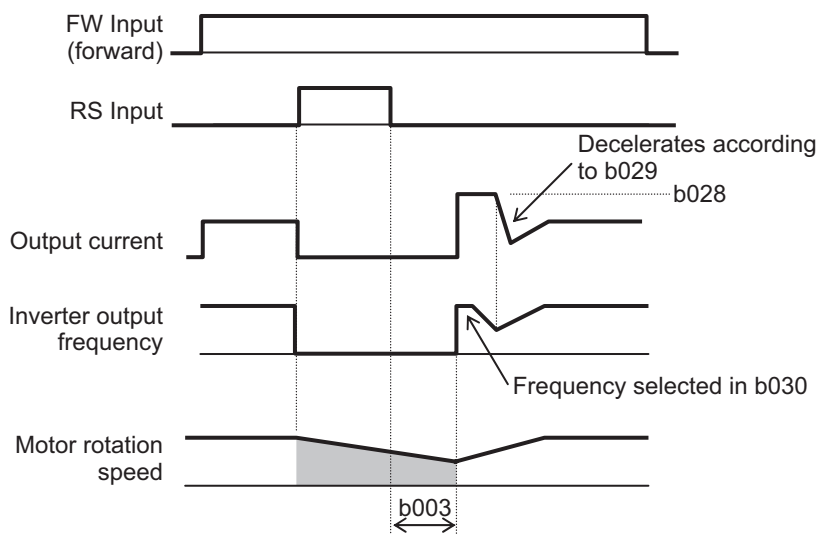 FW Input
(forward)
RS Input
Decelerates according
to b029
b028
Output current
Inverter output
frequency
Frequency selected in b030
Motor rotation
speed
b003